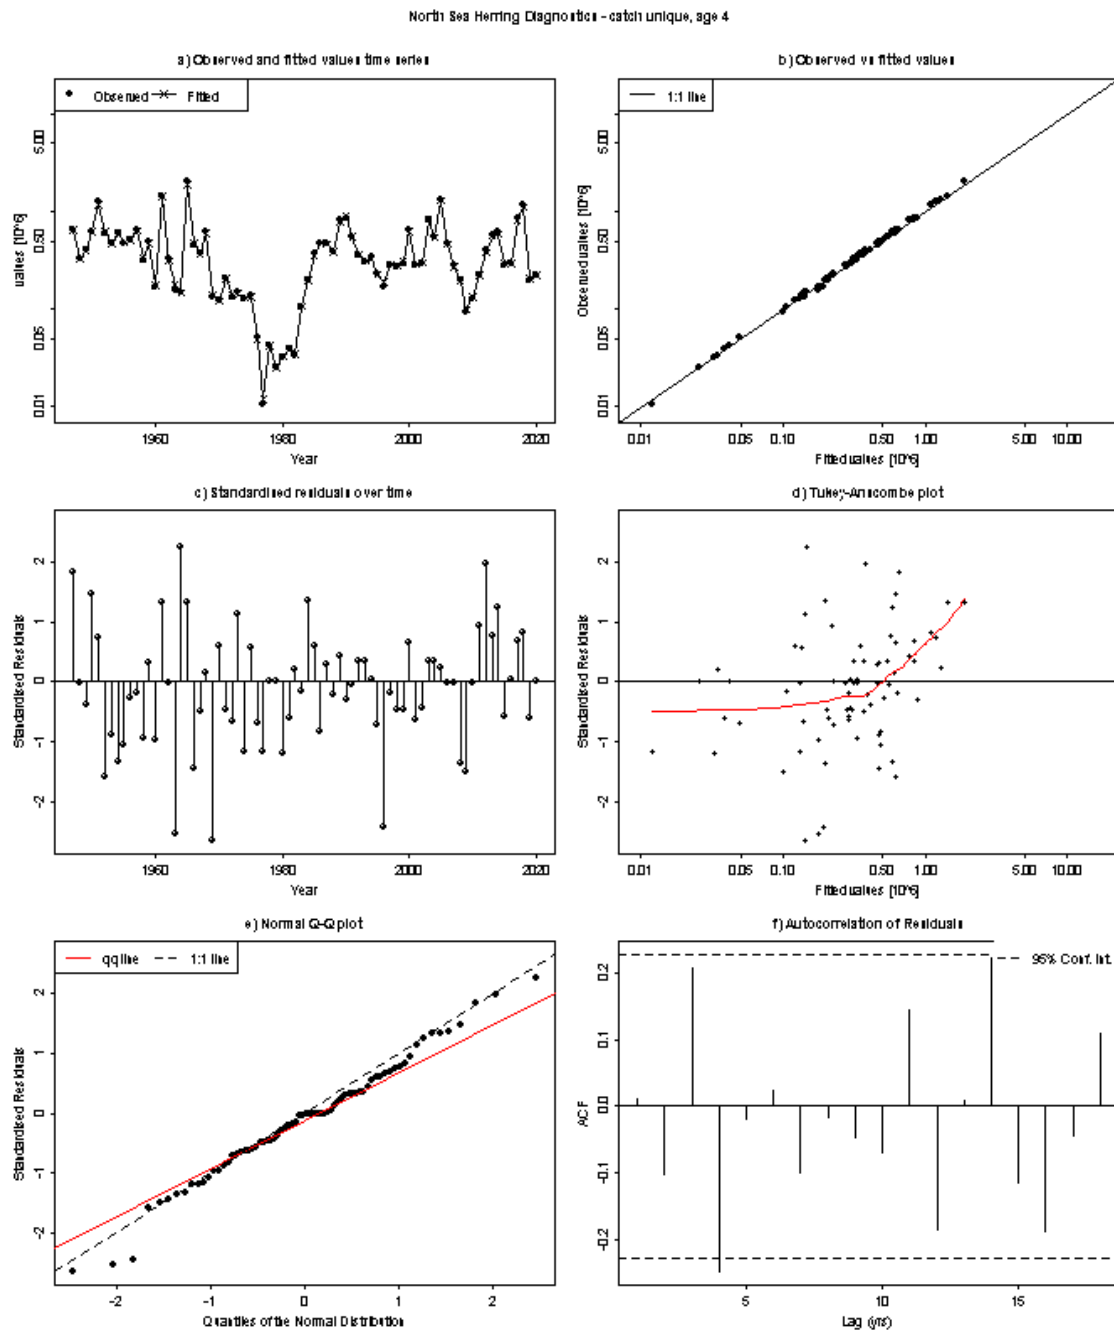 North Sea Herring Diagnostics - catch unique, age 4
a) Observed and fitted values time series
Observed Fitted
values [10^6]
5.00
0.50
0.05
0.01
1960 1980 2000 2020
Year
b) Observed vs fitted values
1:1 line
Observed values [10^6]
5.00
0.50
0.05
0.01
0.01 0.05 0.10 0.50 1.00 5.00 10.00
Fitted values [10^6]
c) Standardised residuals over time
Standardised Residuals
2
1
0
-1
-2
1960 1980 2000 2020
Year
d) Tukey-Anscombe plot
Standardised Residuals
2
1
0
-1
-2
0.01 0.05 0.10 0.50 1.00 5.00 10.00
Fitted values [10^6]
e) Normal Q-Q plot
qq line 1:1 line
Standardised Residuals
2
1
0
-1
-2
-2 -1 0 1 2
Quantiles of the Normal Distribution
f) Autocorrelation of Residuals
95% Conf. Int.
ACF
0.2
0.1
0.0
-0.1
-0.2
5 10 15
Lag (yrs)